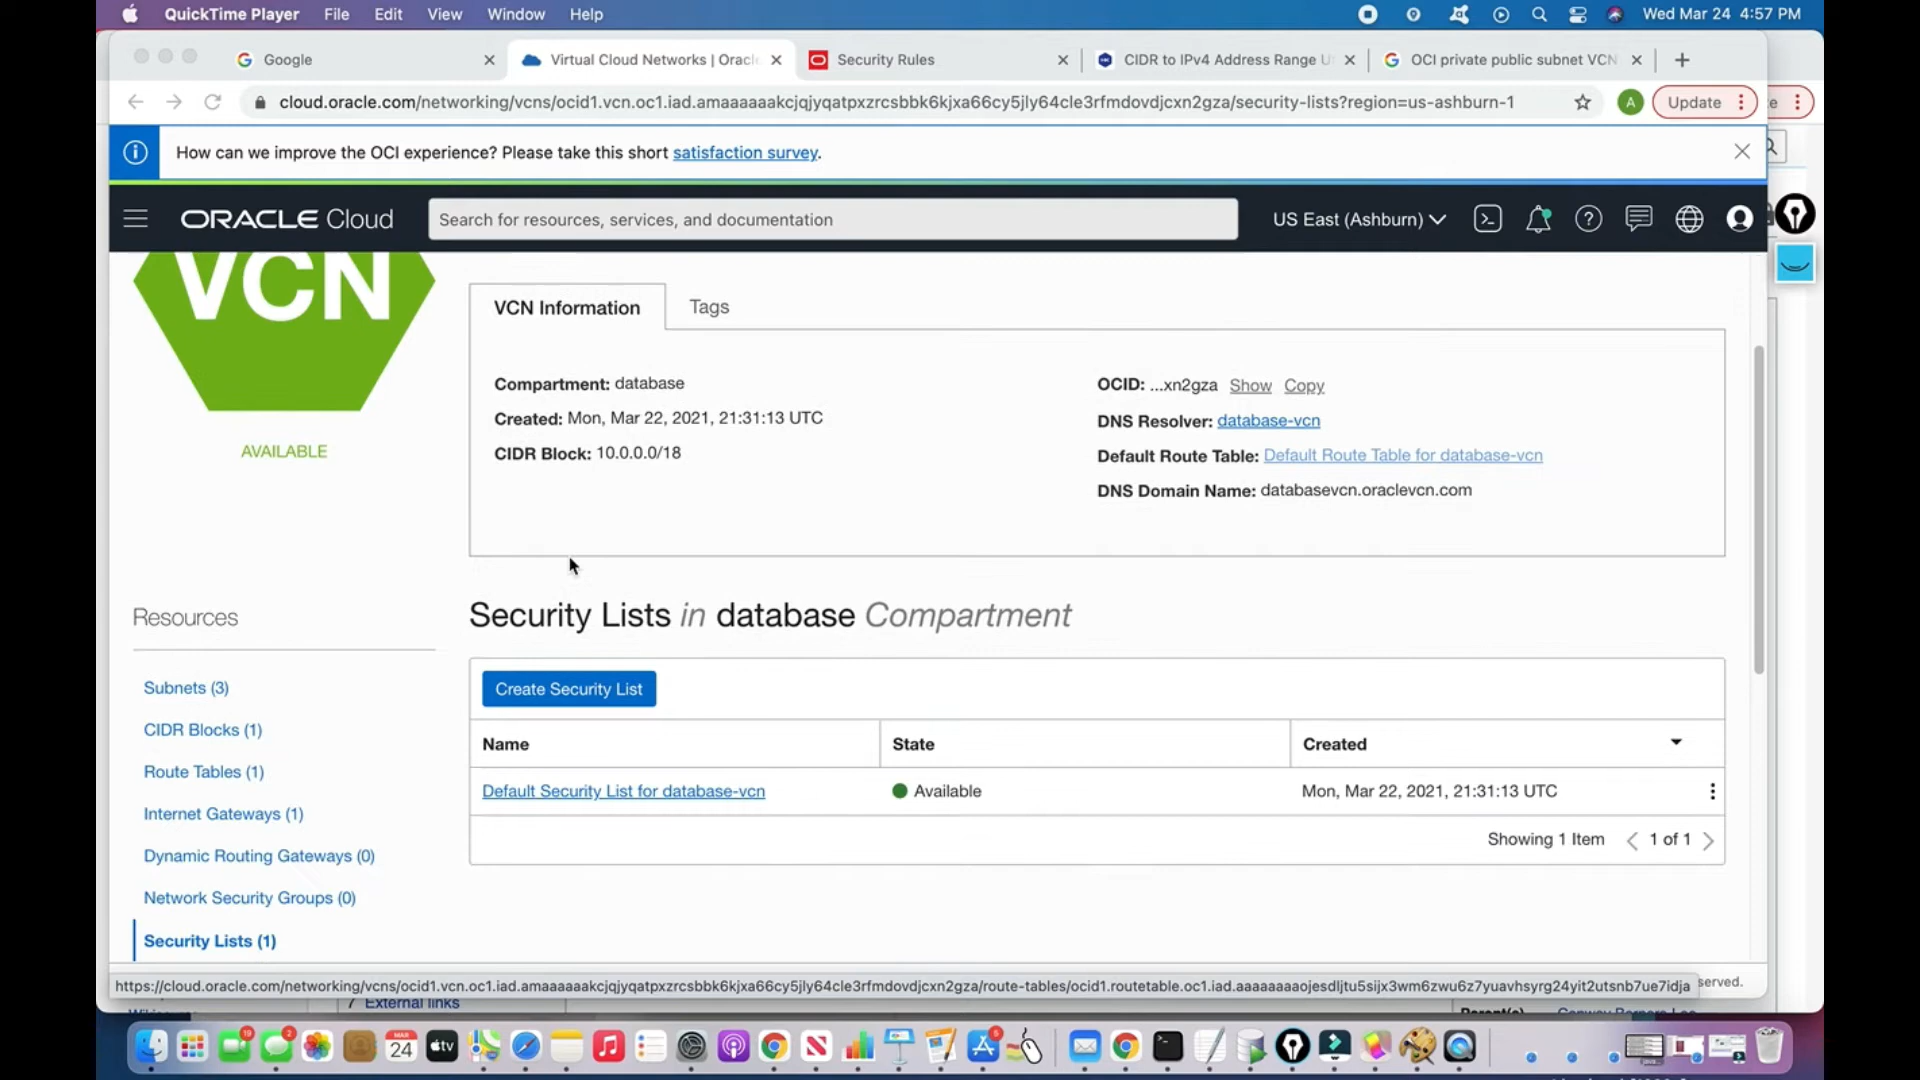 QuickTime Player File Edit View Window Help Wed Mar 24 4:57 PM
Google Virtual Cloud Networks | Oracl Security Rules CIDR to IPv4 Address Range U OCI private public subnet VCN
cloud.oracle.com/networking/vcns/ocid1.vcn.oc1.iad.amaaaaaakcjqjyqatpxzrcsbbk6kjxa66cy5jly64cle3rfmdovdjcxn2gza/security-lists?region=us-ashburn-1 A Update
How can we improve the OCI experience? Please take this short satisfaction survey.
ORACLE Cloud Search for resources, services, and documentation US East (Ashburn)
VCN
AVAILABLE
VCN Information Tags
Compartment: database
Created: Mon, Mar 22, 2021, 21:31:13 UTC
CIDR Block: 10.0.0.0/18
OCID: ...xn2gza Show Copy
DNS Resolver: database-vcn
Default Route Table: Default Route Table for database-vcn
DNS Domain Name: databasevcn.oraclevcn.com
Resources
Subnets (3)
CIDR Blocks (1)
Route Tables (1)
Internet Gateways (1)
Dynamic Routing Gateways (0)
Network Security Groups (0)
Security Lists (1)
Security Lists in database Compartment
Create Security List
Name State Created
Default Security List for database-vcn Available Mon, Mar 22, 2021, 21:31:13 UTC
Showing 1 Item 1 of 1
https://cloud.oracle.com/networking/vcns/ocid1.vcn.oc1.iad.amaaaaaakcjqjyqatpxzrcsbbk6kjxa66cy5jly64cle3rfmdovdjcxn2gza/route-tables/ocid1.routetable.oc1.iad.aaaaaaaaojesdljtu5sijx3wm6zwu6z7yuavhsyrg24yit2utsnb7ue7idja served.
7 External links
19 2 MAR 24 tv 5